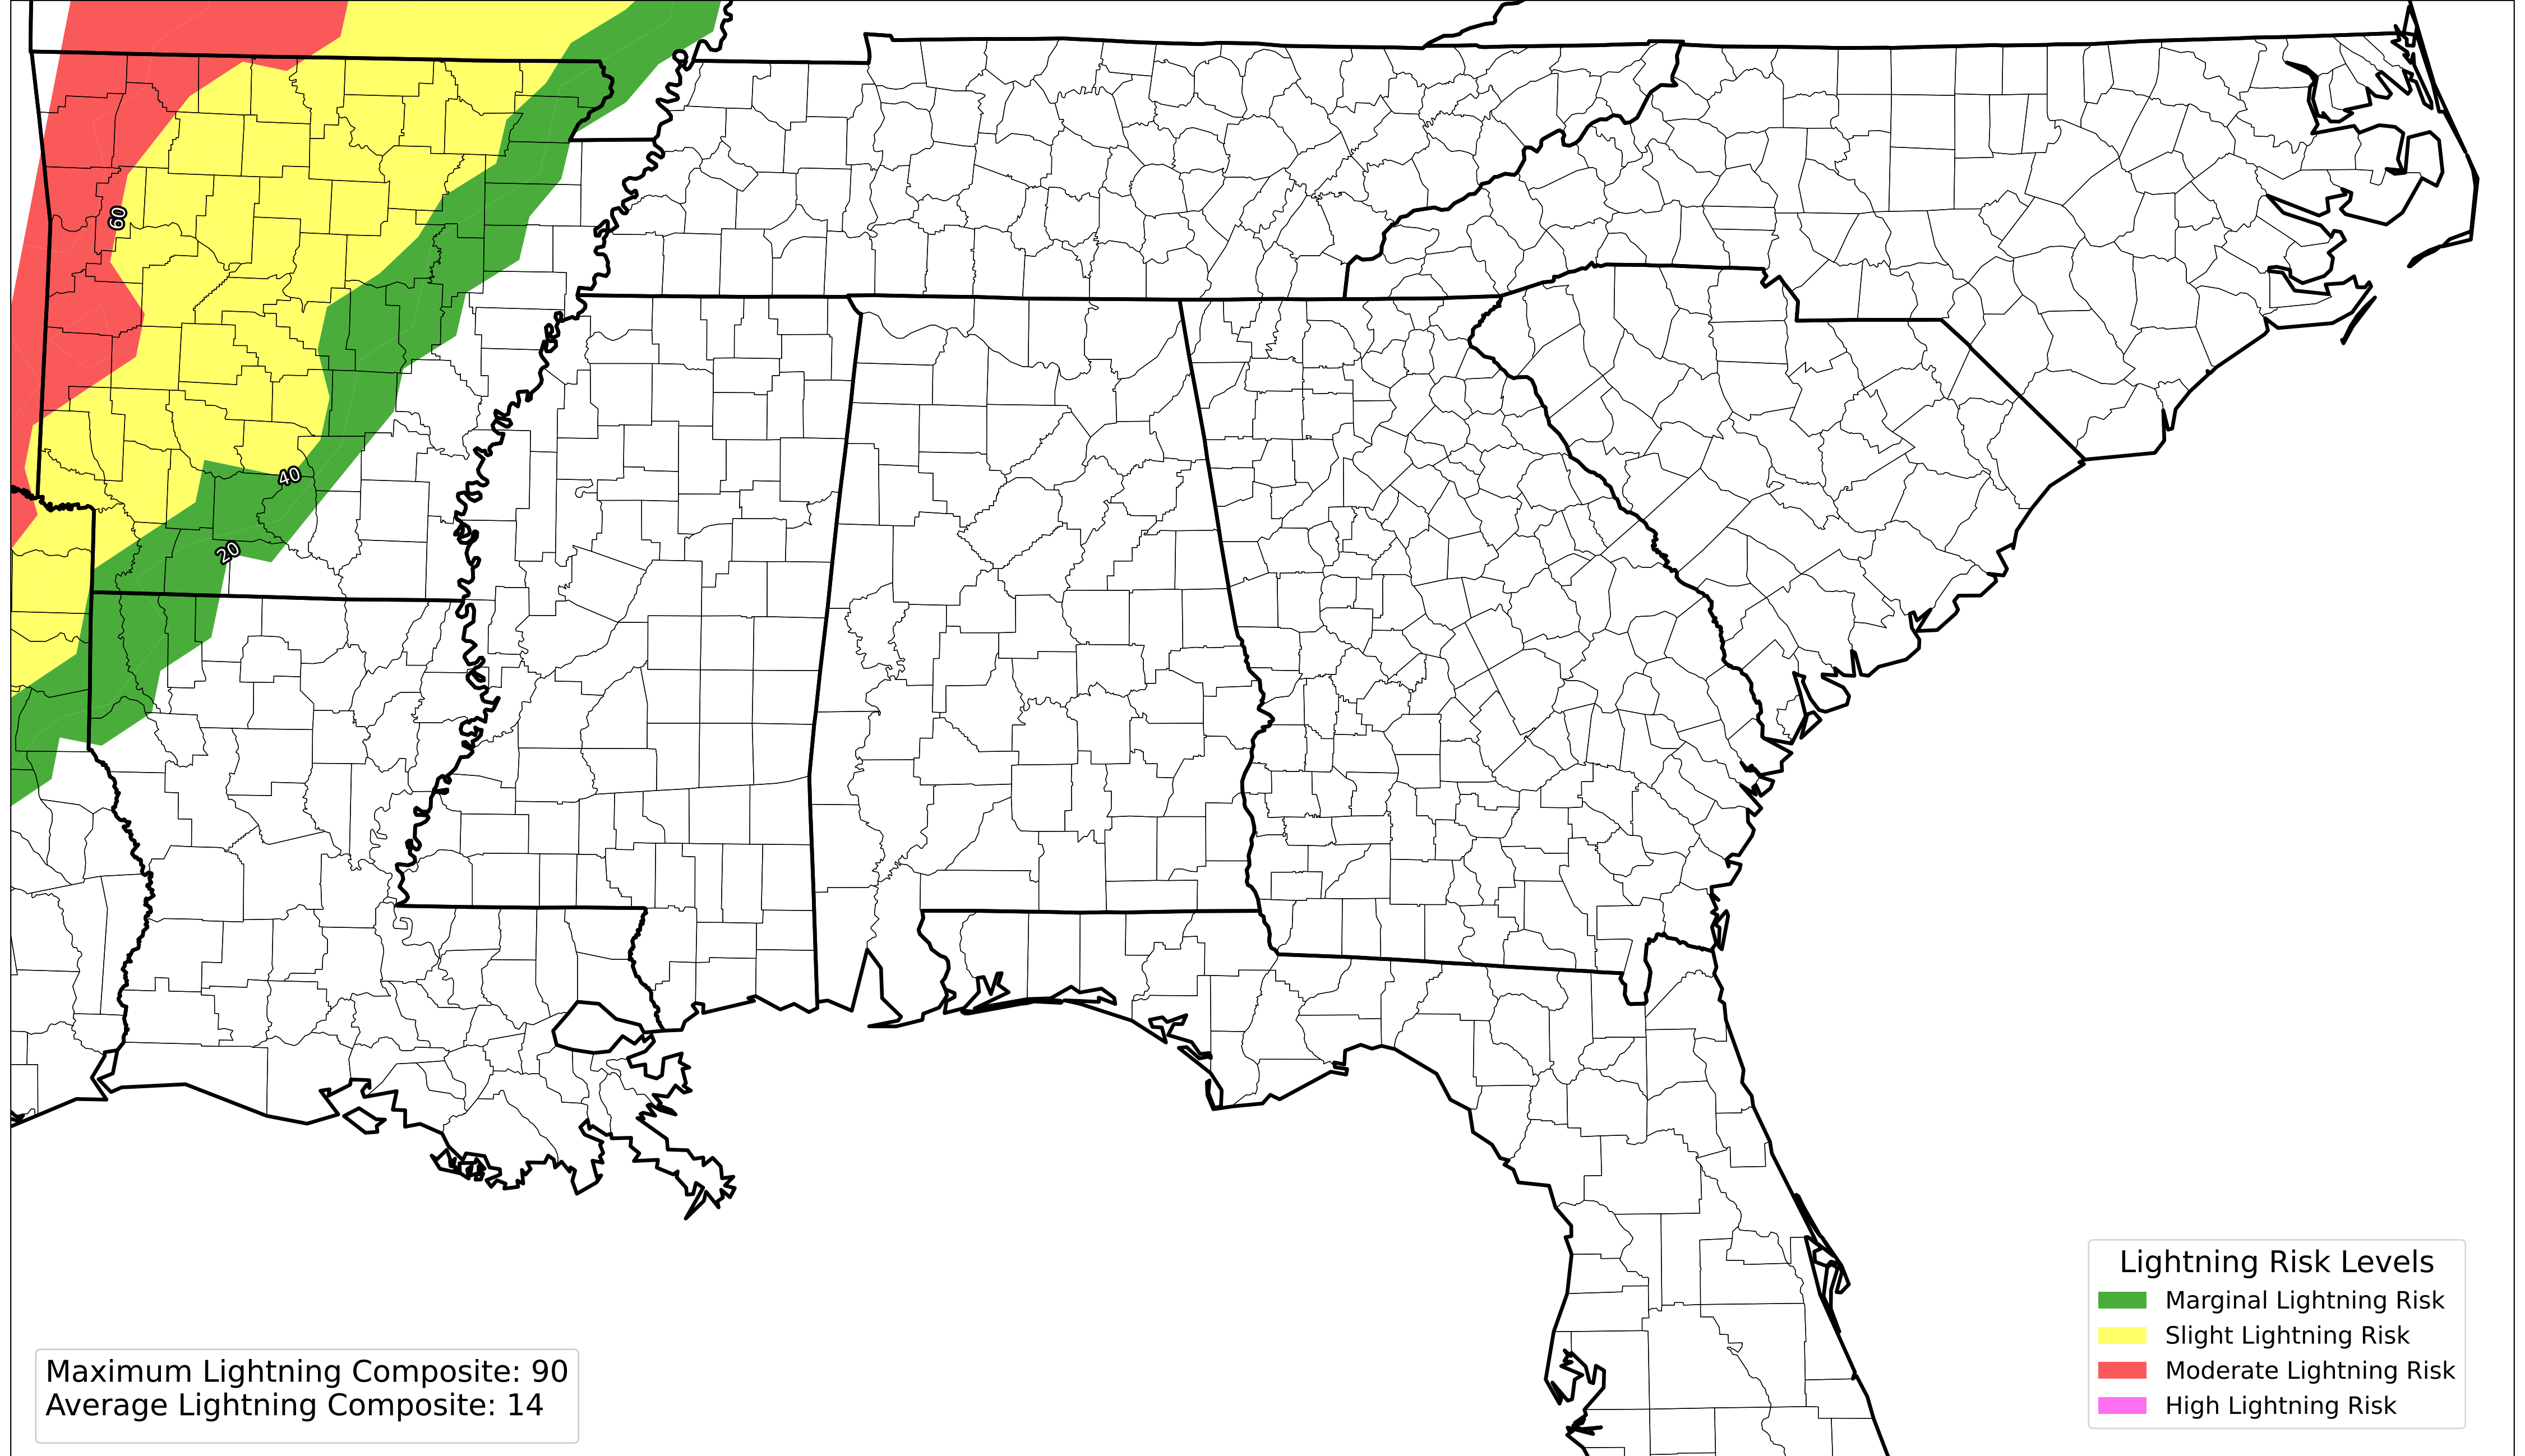 60
40
20
Lightning Risk Levels
Marginal Lightning Risk
Slight Lightning Risk
Moderate Lightning Risk
High Lightning Risk
Maximum Lightning Composite: 90
Average Lightning Composite: 14